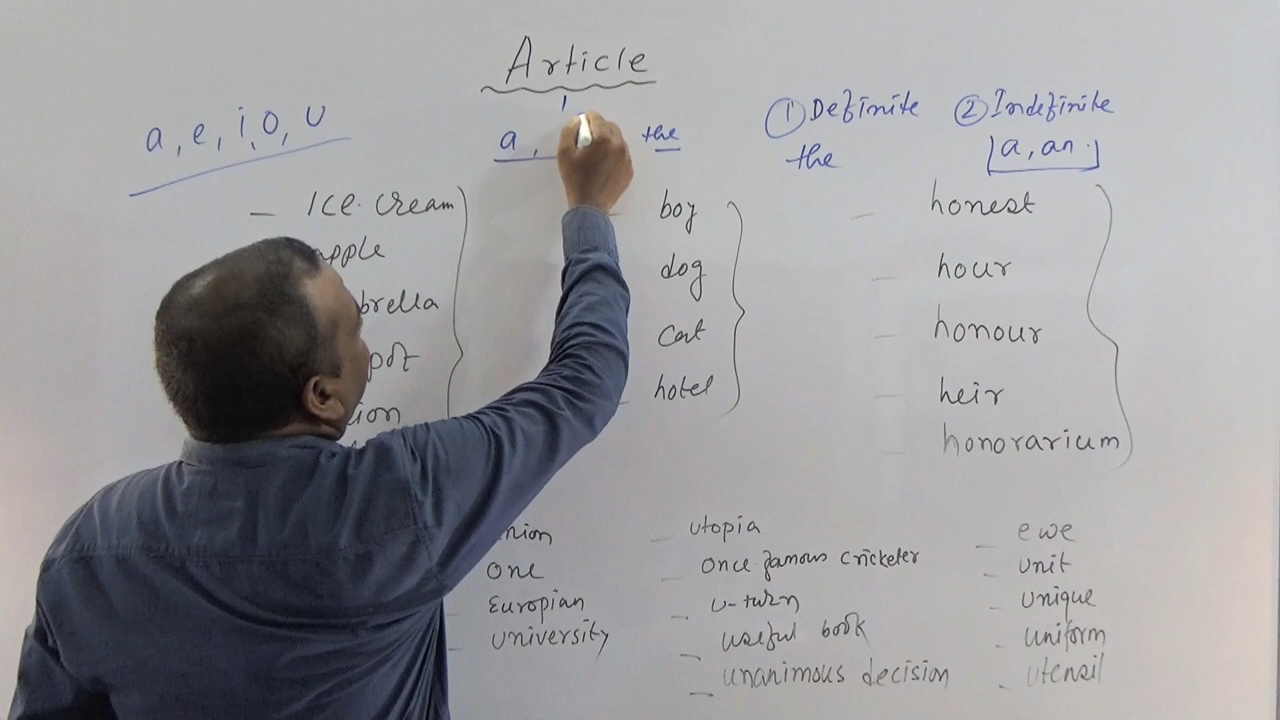 Article
a, e, i, o, u
a, the
① Definite
the
② Indefinite
a, an.
Ice cream
boy
dog
cat
hotel
honest
hour
honour
heir
honorarium
one
Europian
university
utopia
once famous cricketer
u-turn
useful book
unanimous decision
ewe
unit
unique
uniform
utensil